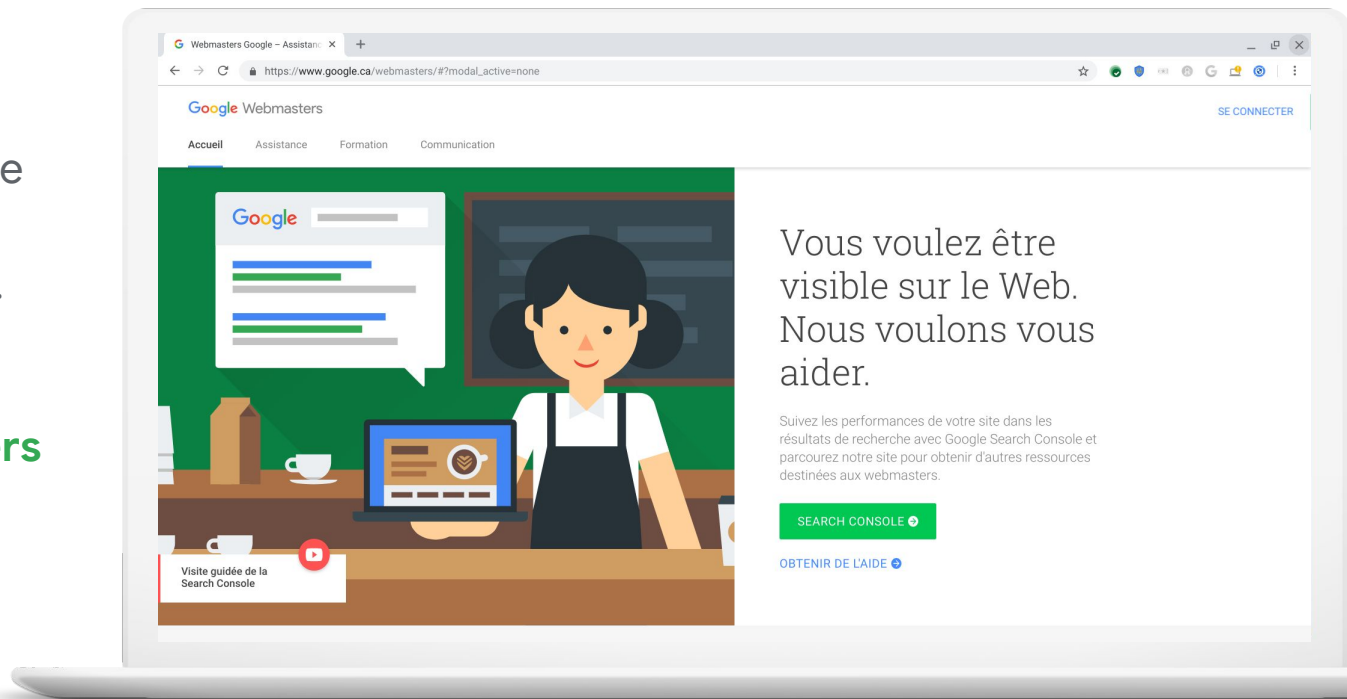 e
.
rs
Webmasters Google – Assistanc
https://www.google.ca/webmasters/#?modal_active=none
Google Webmasters
SE CONNECTER
Accueil Assistance Formation Communication
Google
Vous voulez être
visible sur le Web.
Nous voulons vous
aider.
Suivez les performances de votre site dans les
résultats de recherche avec Google Search Console et
parcourez notre site pour obtenir d'autres ressources
destinées aux webmasters.
SEARCH CONSOLE
OBTENIR DE L'AIDE
Visite guidée de la
Search Console